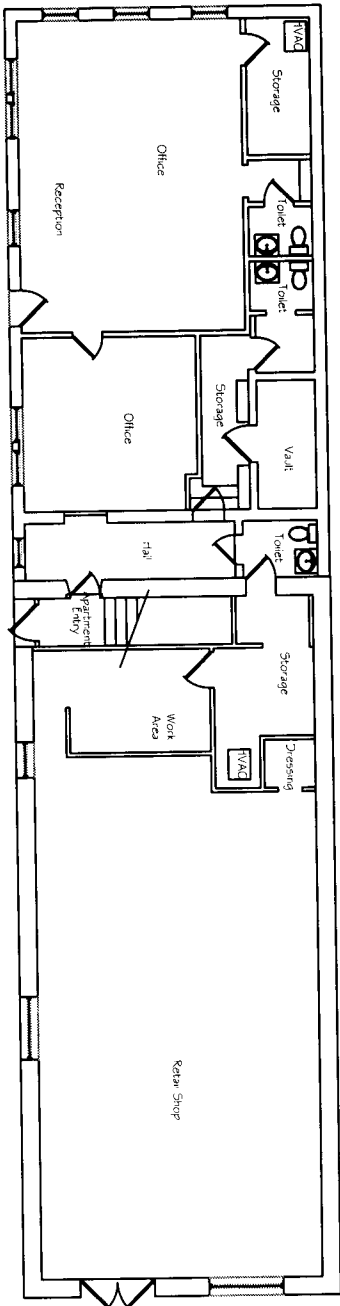 HVAC
Storage
Office
Toilet
Reception
Toilet
Office
Storage
Vault
Hall
Toilet
Apartment
Entry
Storage
Work
Area
HVAC
Dressing
Retail Shop